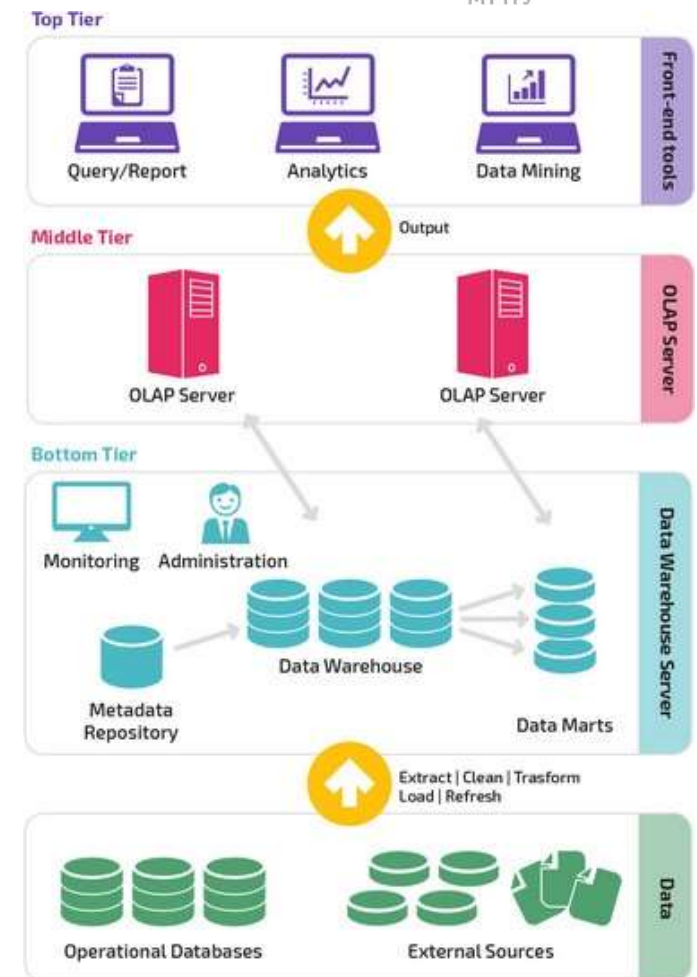 Top Tier
Query/Report
Analytics
Data Mining
Front-end tools
Output
Middle Tier
OLAP Server
OLAP Server
OLAP Server
Bottom Tier
Monitoring
Administration
Data Warehouse
Metadata
Repository
Data Marts
Data Warehouse Server
Extract | Clean | Trasform
Load | Refresh
Operational Databases
External Sources
Data